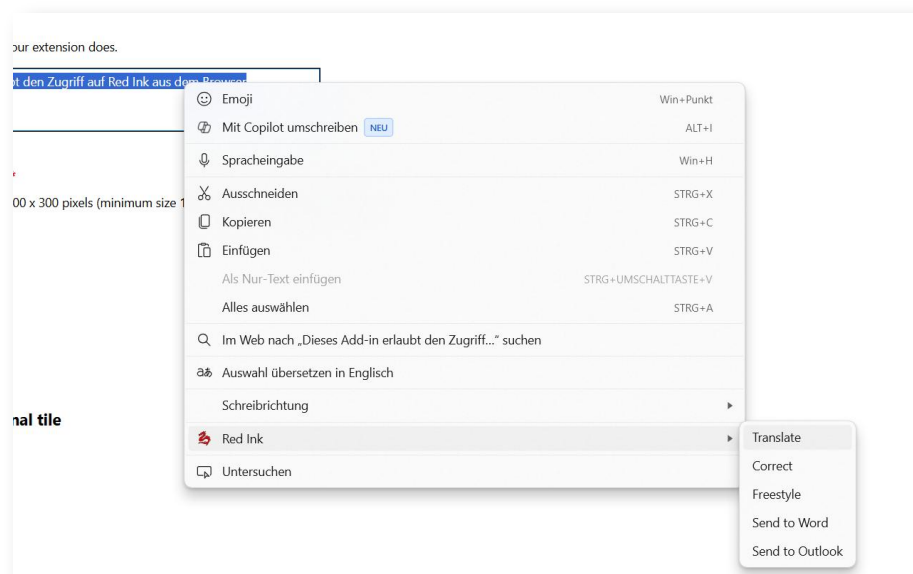 our extension does.
ot den Zugriff auf Red Ink aus dem Browser
*
00 x 300 pixels (minimum size 1
nal tile
Emoji Win+Punkt
Mit Copilot umschreiben NEU ALT+I
Spracheingabe Win+H
Ausschneiden STRG+X
Kopieren STRG+C
Einfügen STRG+V
Als Nur-Text einfügen STRG+UMSCHALTTASTE+V
Alles auswählen STRG+A
Im Web nach „Dieses Add-in erlaubt den Zugriff...“ suchen
Auswahl übersetzen in Englisch
Schreibrichtung
Red Ink
Untersuchen
Translate
Correct
Freestyle
Send to Word
Send to Outlook